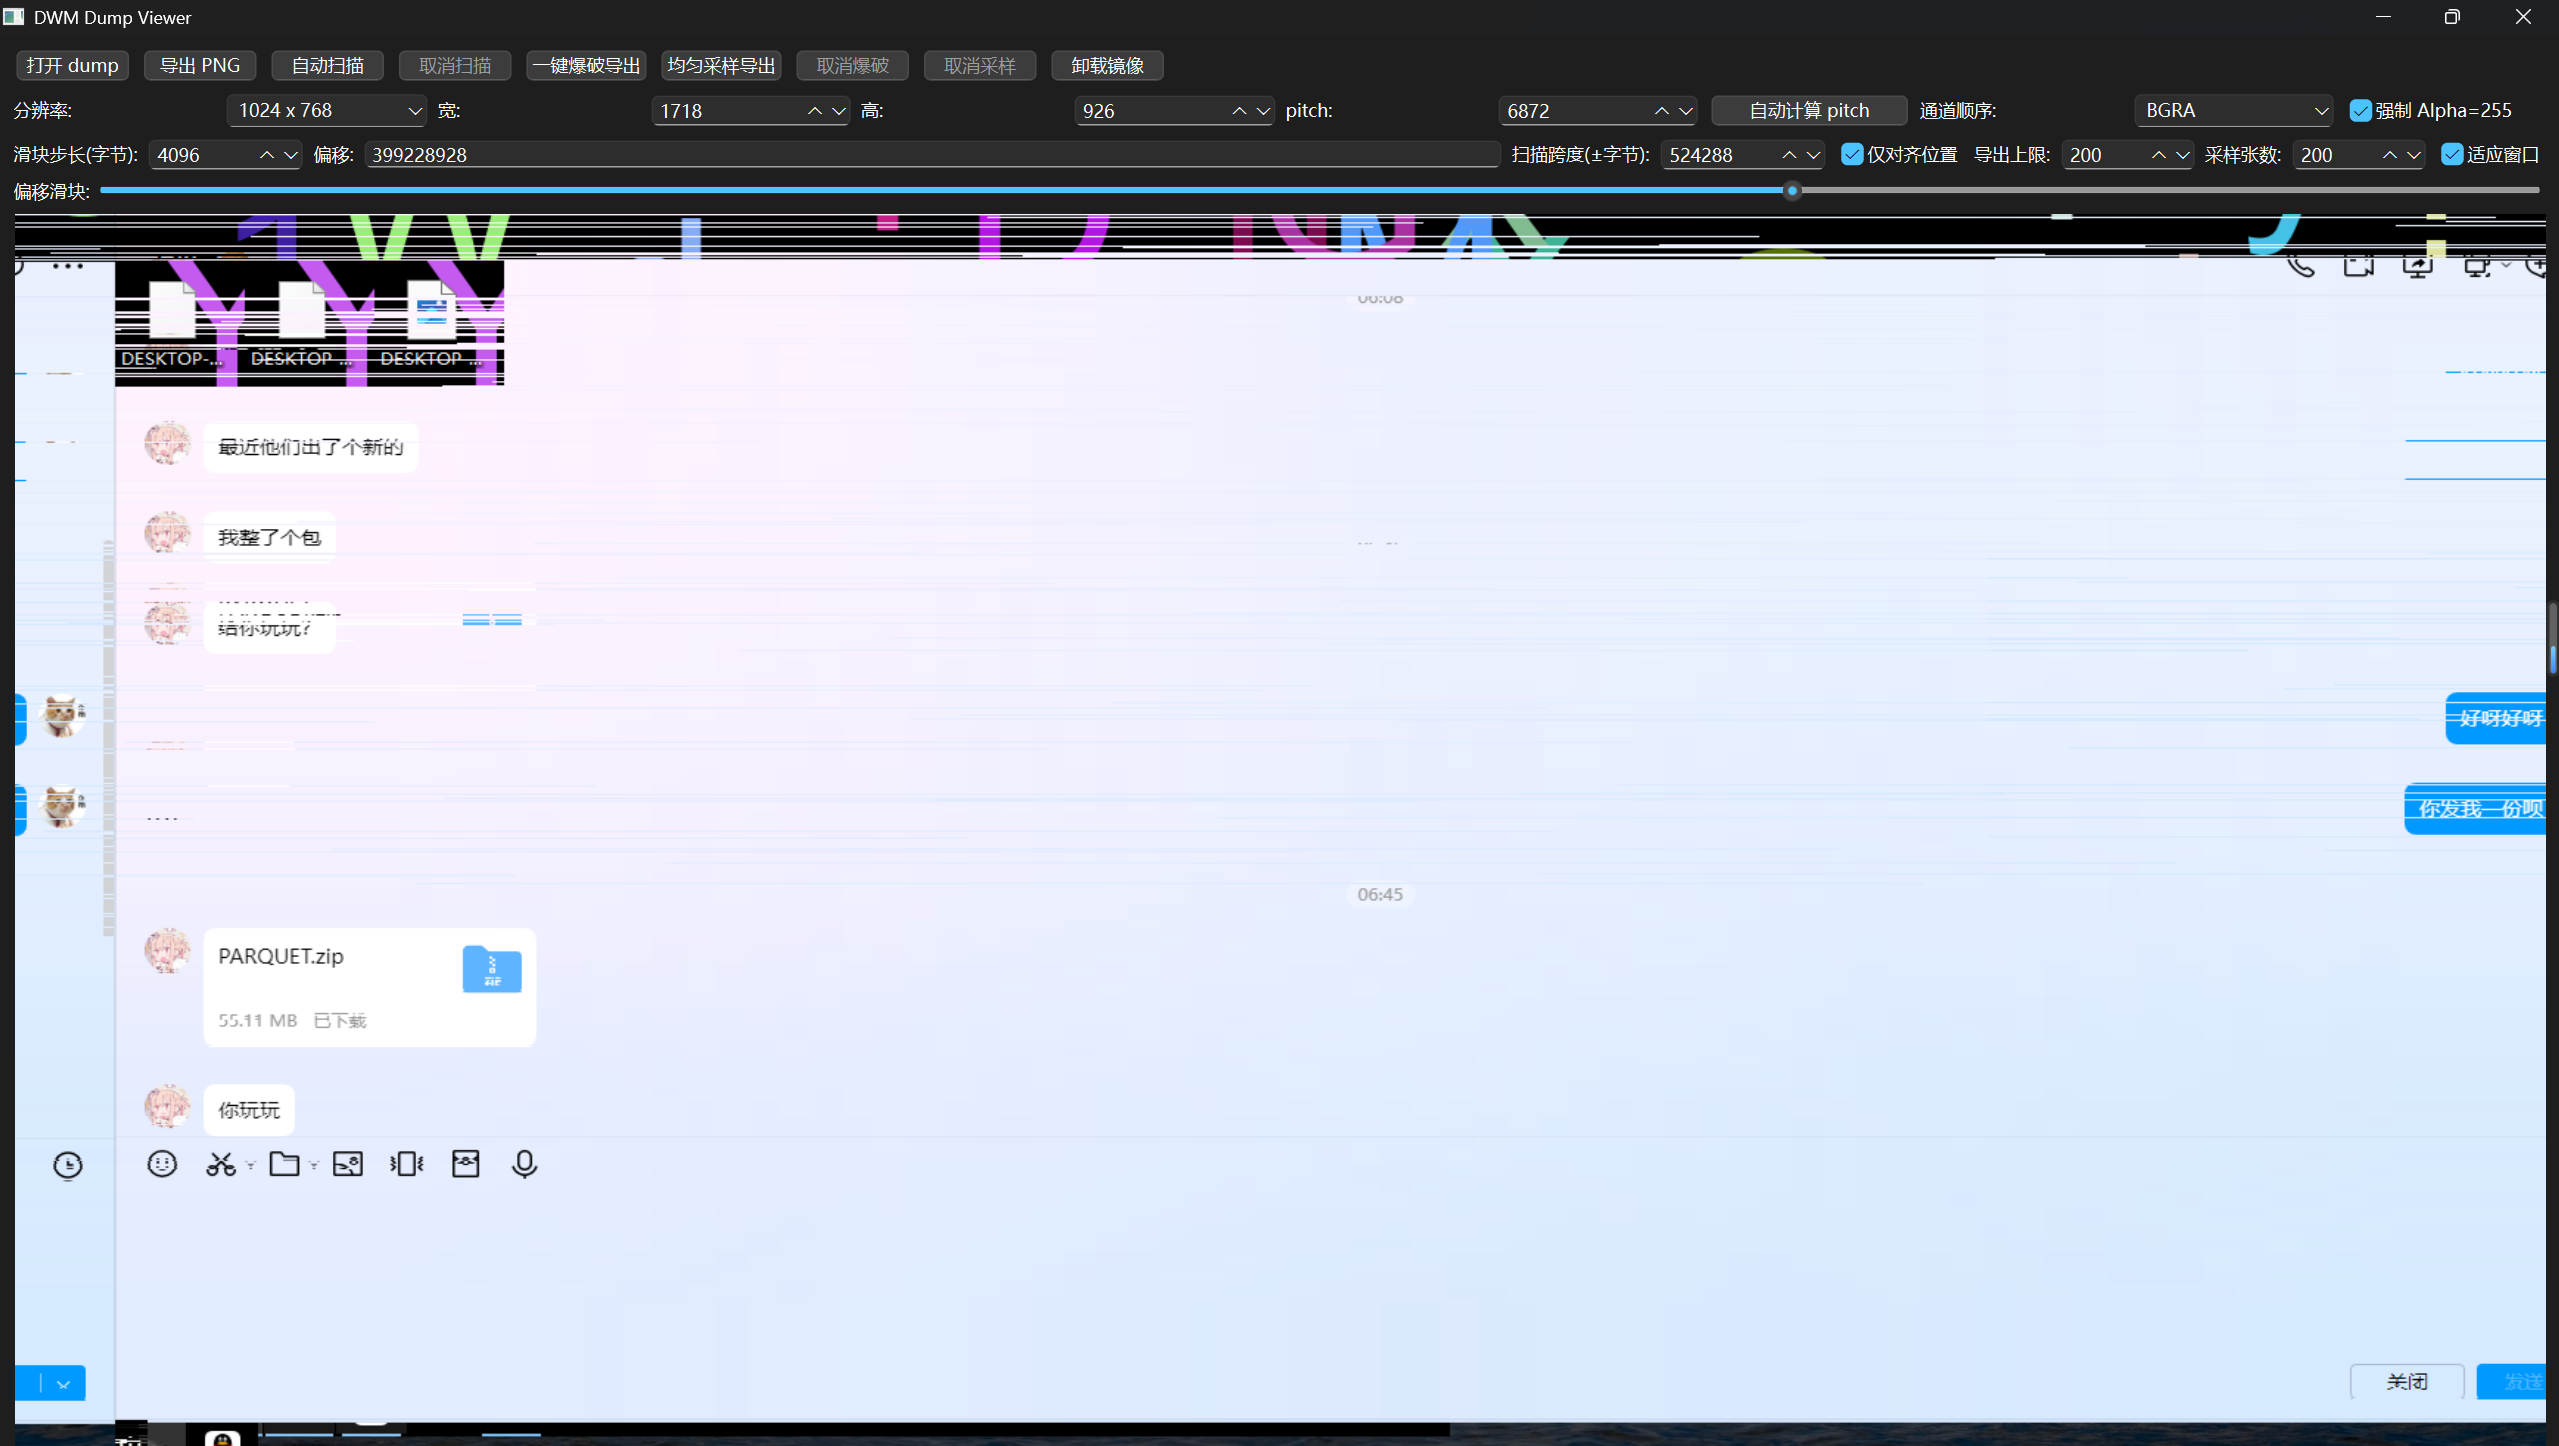 DWM Dump Viewer
打开 dump 导出 PNG 自动扫描 取消扫描 一键爆破导出 均匀采样导出 取消爆破 取消采样 卸载镜像
分辨率: 1024 x 768 宽: 1718 高: 926 pitch: 6872 自动计算 pitch 通道顺序: BGRA 强制 Alpha=255
滑块步长(字节): 4096 偏移: 399228928 扫描跨度(±字节): 524288 仅对齐位置 导出上限: 200 采样张数: 200 适应窗口
偏移滑块:
06:08
DESKTOP-... DESKTOP ... DESKTOP ...
最近他们出了个新的
我整了个包
给你玩玩?
好呀好呀
你发我一份呗
06:45
PARQUET.zip
ZIP
55.11 MB 已下载
你玩玩
关闭 发送